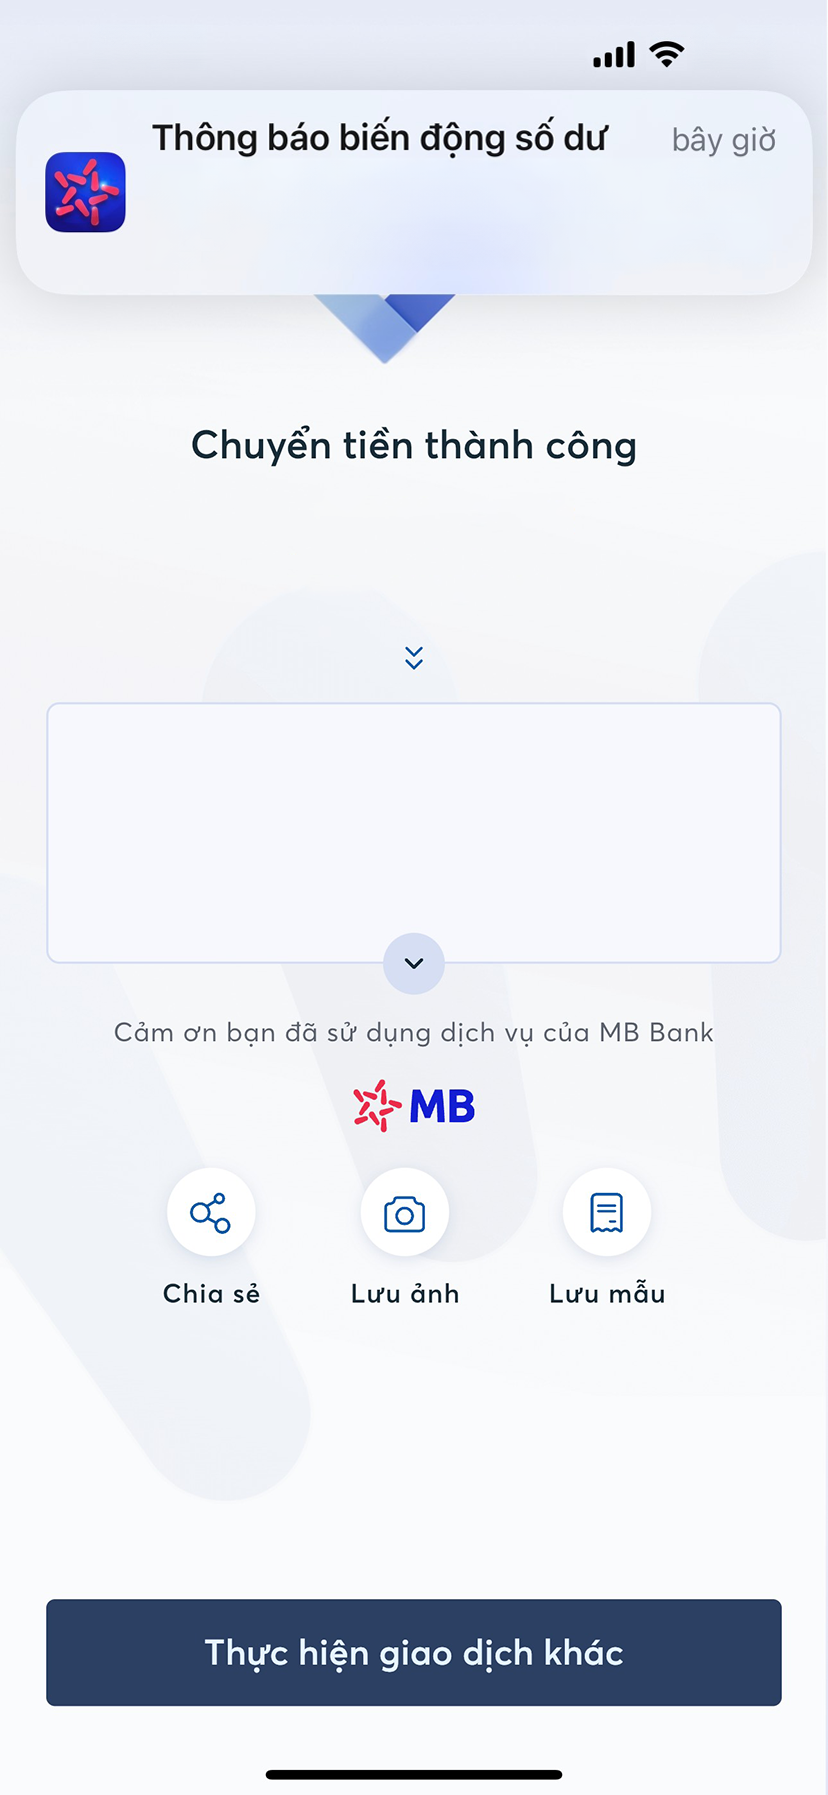 Thông báo biến động số dư
bây giờ
Chuyển tiền thành công
Cảm ơn bạn đã sử dụng dịch vụ của MB Bank
MB
Chia sẻ
Lưu ảnh
Lưu mẫu
Thực hiện giao dịch khác